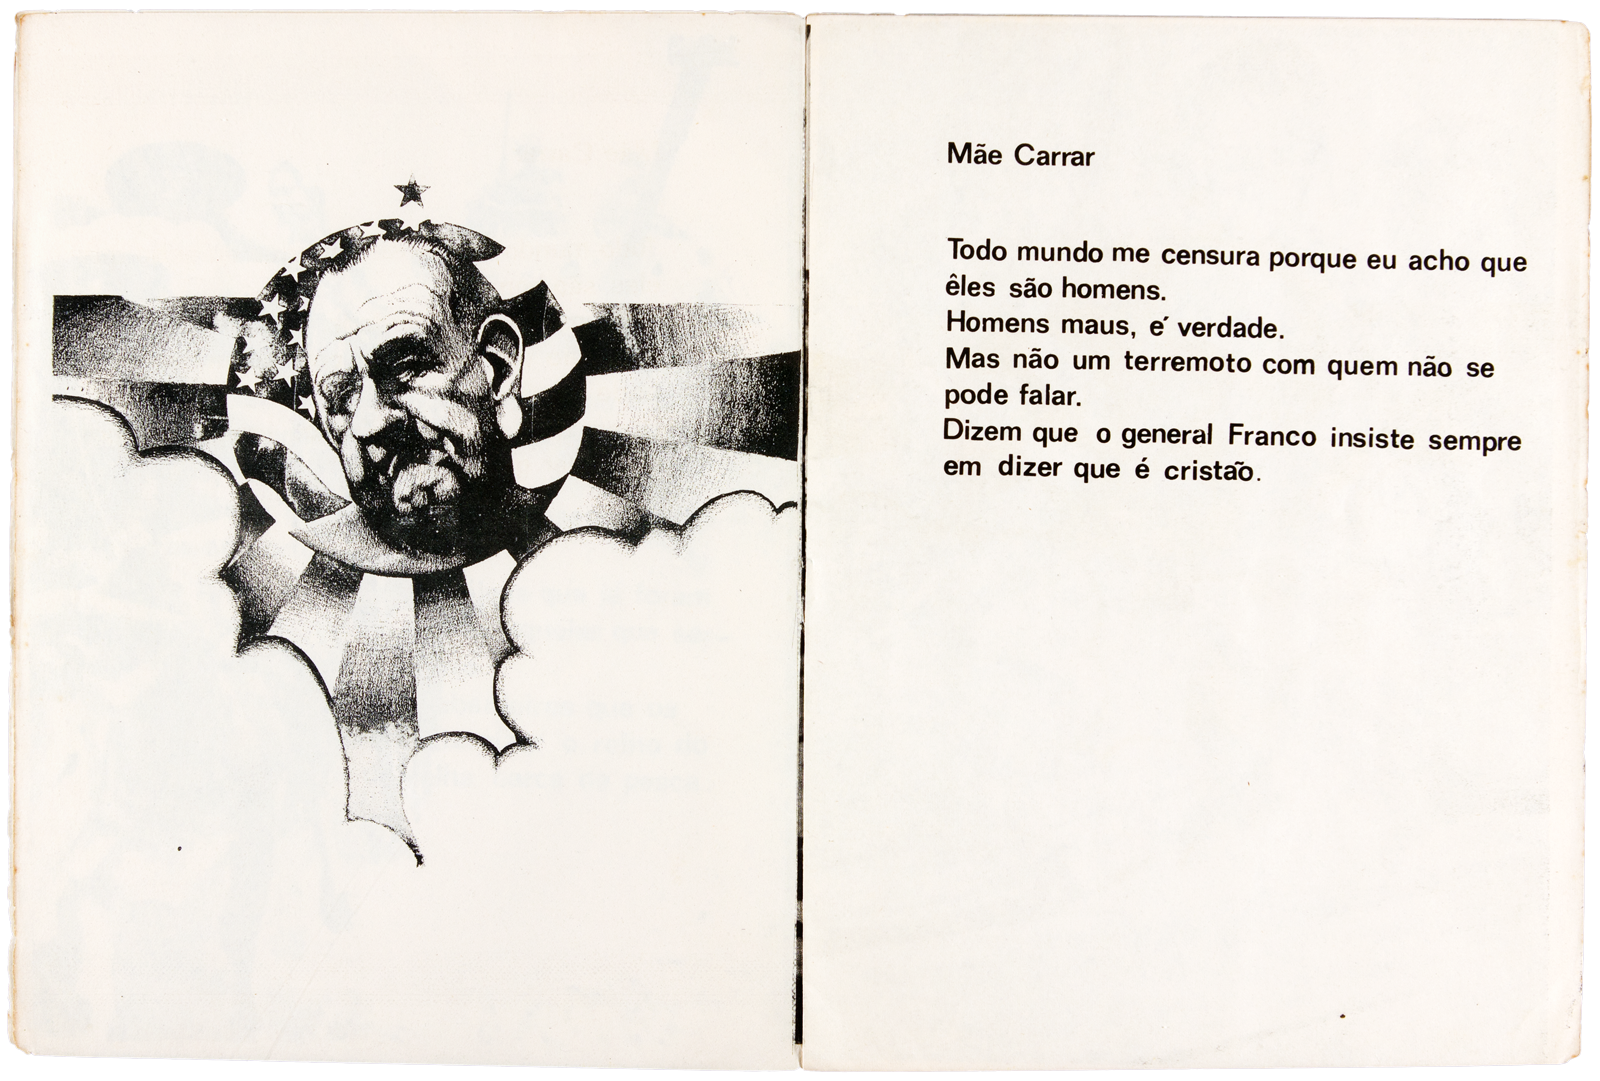 Mãe Carrar
Todo mundo me censura porque eu acho que
êles são homens.
Homens maus, e´ verdade.
Mas não um terremoto com quem não se
pode falar.
Dizem que o general Franco insiste sempre
em dizer que é cristão.